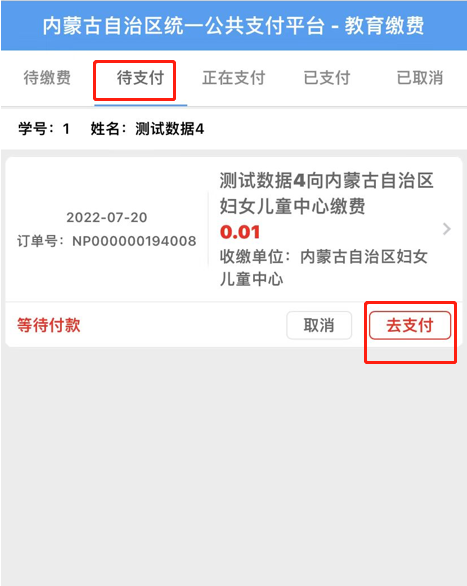 内蒙古自治区统一公共支付平台 - 教育缴费
待缴费 待支付 正在支付 已支付 已取消
学号：1 姓名：测试数据4
测试数据4向内蒙古自治区
妇女儿童中心缴费
2022-07-20
0.01
订单号：NP000000194008
收缴单位：内蒙古自治区妇女
儿童中心
等待付款 取消 去支付